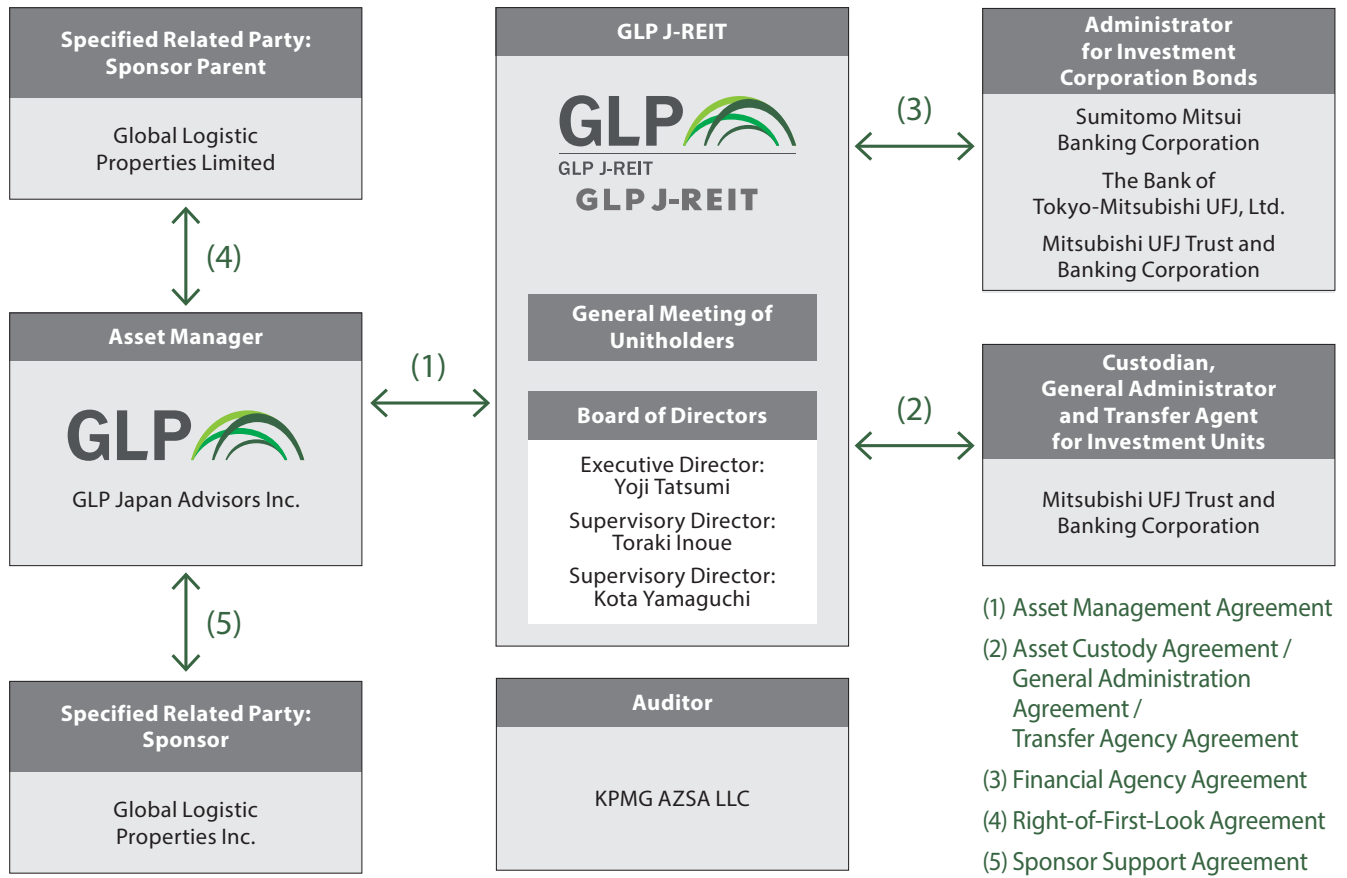 Specified Related Party:
Sponsor Parent
Global Logistic
Properties Limited
(4)
Asset Manager
GLP
GLP Japan Advisors Inc.
(5)
Specified Related Party:
Sponsor
Global Logistic
Properties Inc.
(1)
GLP J-REIT
GLP
GLP J-REIT
GLP J-REIT
General Meeting of
Unitholders
Board of Directors
Executive Director:
Yoji Tatsumi
Supervisory Director:
Toraki Inoue
Supervisory Director:
Kota Yamaguchi
Auditor
KPMG AZSA LLC
(3)
Administrator
for Investment
Corporation Bonds
Sumitomo Mitsui
Banking Corporation
The Bank of
Tokyo-Mitsubishi UFJ, Ltd.
Mitsubishi UFJ Trust and
Banking Corporation
(2)
Custodian,
General Administrator
and Transfer Agent
for Investment Units
Mitsubishi UFJ Trust and
Banking Corporation
(1) Asset Management Agreement
(2) Asset Custody Agreement /
General Administration
Agreement /
Transfer Agency Agreement
(3) Financial Agency Agreement
(4) Right-of-First-Look Agreement
(5) Sponsor Support Agreement